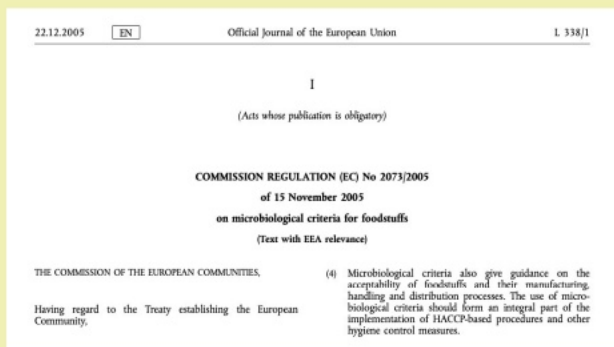 22.12.2005 EN Official Journal of the European Union L 338/1
I
(Acts whose publication is obligatory)
COMMISSION REGULATION (EC) No 2073/2005
of 15 November 2005
on microbiological criteria for foodstuffs
(Text with EEA relevance)
THE COMMISSION OF THE EUROPEAN COMMUNITIES,
Having regard to the Treaty establishing the European
Community,
(4) Microbiological criteria also give guidance on the
acceptability of foodstuffs and their manufacturing,
handling and distribution processes. The use of micro-
biological criteria should form an integral part of the
implementation of HACCP-based procedures and other
hygiene control measures.